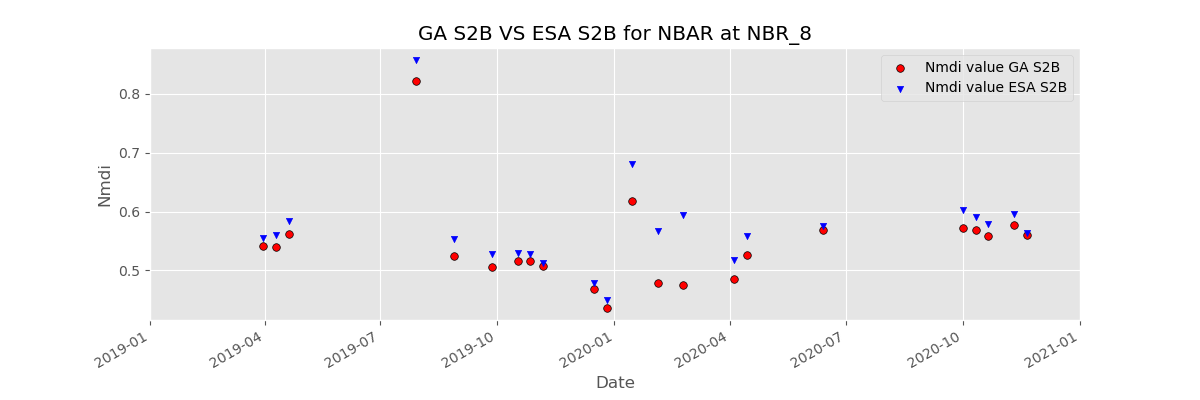 GA S2B VS ESA S2B for NBAR at NBR_8
Nmdi value GA S2B
Nmdi value ESA S2B
Nmdi
0.8
0.7
0.6
0.5
2019-01
2019-04
2019-07
2019-10
2020-01
2020-04
2020-07
2020-10
2021-01
Date